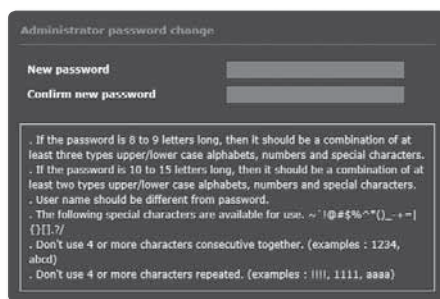 Administrator password change
New password
Confirm new password
. If the password is 8 to 9 letters long, then it should be a combination of at
least three types upper/lower case alphabets, numbers and special characters.
. If the password is 10 to 15 letters long, then it should be a combination of at
least two types upper/lower case alphabets, numbers and special characters.
. User name should be different from password.
. The following special characters are available for use. ~`!@#$%^*()_-+=|
{}[].?/
. Don't use 4 or more characters consecutive together. (examples : 1234,
abcd)
. Don't use 4 or more characters repeated. (examples : !!!!, 1111, aaaa)